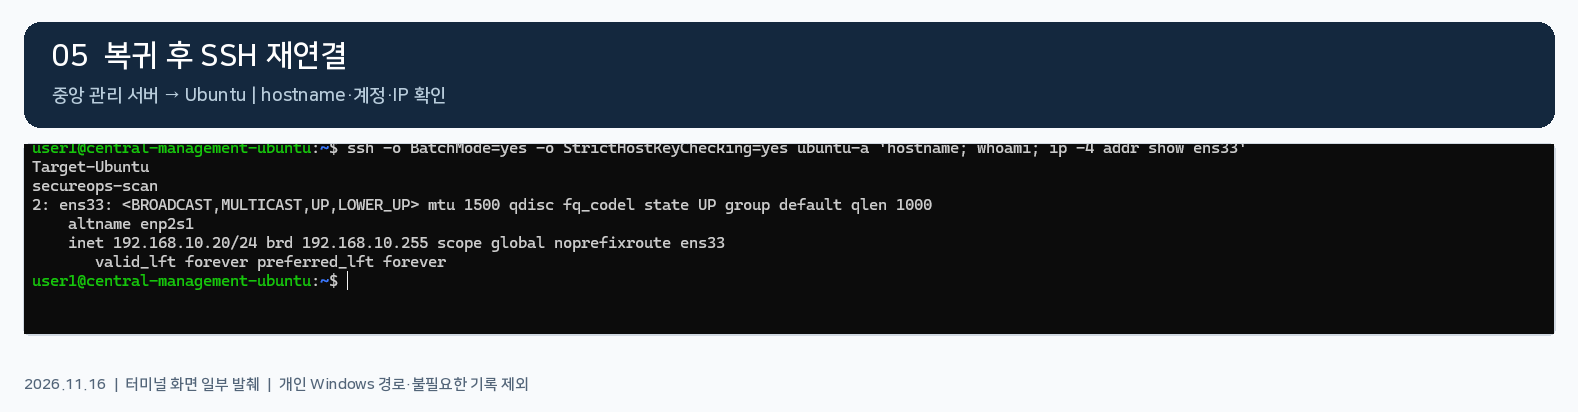 05 복귀 후 SSH 재연결
중앙 관리 서버 → Ubuntu | hostname·계정·IP 확인
user1@central-management-ubuntu:~$ ssh -o BatchMode=yes -o StrictHostKeyChecking=yes ubuntu-a 'hostname; whoami; ip -4 addr show ens33'
Target-Ubuntu
secureops-scan
2: ens33: <BROADCAST,MULTICAST,UP,LOWER_UP> mtu 1500 qdisc fq_codel state UP group default qlen 1000
    altname enp2s1
    inet 192.168.10.20/24 brd 192.168.10.255 scope global noprefixroute ens33
       valid_lft forever preferred_lft forever
user1@central-management-ubuntu:~$
2026.11.16 | 터미널 화면 일부 발췌 | 개인 Windows 경로·불필요한 기록 제외